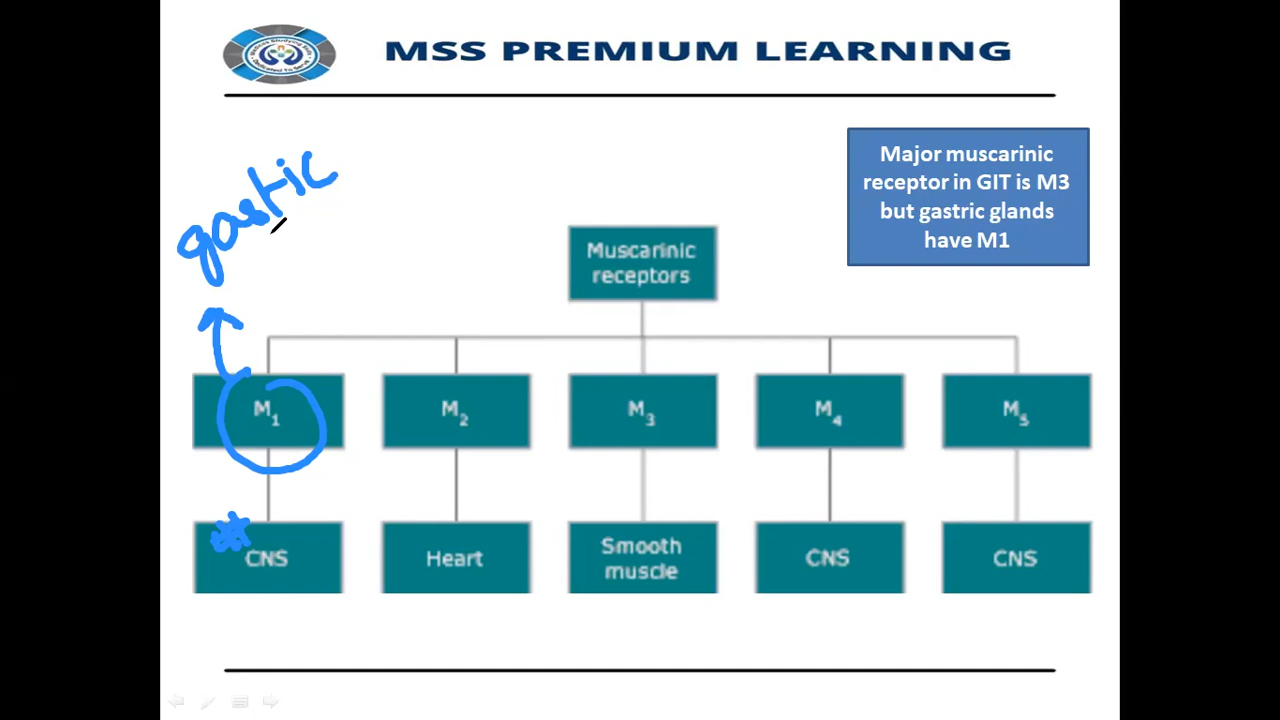 MSS PREMIUM LEARNING
gastic
Major muscarinic
receptor in GIT is M3
but gastric glands
have M1
Muscarinic
receptors
M1
M2
M3
M4
M5
CNS
Heart
Smooth
muscle
CNS
CNS